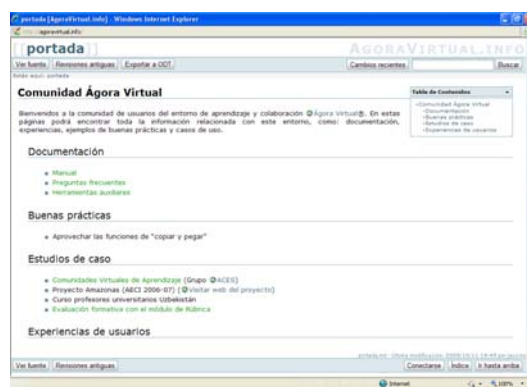 portada [AgoraVirtual.info] - Windows Internet Explorer
[[portada]]
AGORAVIRTUAL.INFO
Ver fuente Revisiones antiguas Exportar a ODT
Cambios recientes Buscar
Estás aquí: portada
Comunidad Ágora Virtual
Tabla de Contenidos
Comunidad Ágora Virtual
Documentación
Buenas prácticas
Estudios de caso
Experiencias de usuarios
Bienvenidos a la comunidad de usuarios del entorno de aprendizaje y colaboración Ágora Virtual®. En estas
páginas podrá encontrar toda la información relacionada con este entorno, como: documentación,
experiencias, ejemplos de buenas prácticas y casos de uso.
Documentación
Manual
Preguntas frecuentes
Herramientas auxiliares
Buenas prácticas
Aprovechar las funciones de "copiar y pegar"
Estudios de caso
Comunidades Virtuales de Aprendizaje (Grupo ACES)
Proyecto Amazonas (AECI 2006-07) (Visitar web del proyecto)
Curso profesores universitarios Uzbekistán
Evaluación formativa con el módulo de Rúbrica
Experiencias de usuarios
Ver fuente Revisiones antiguas
Conectarse Índice Ir hasta arriba
Internet 100%